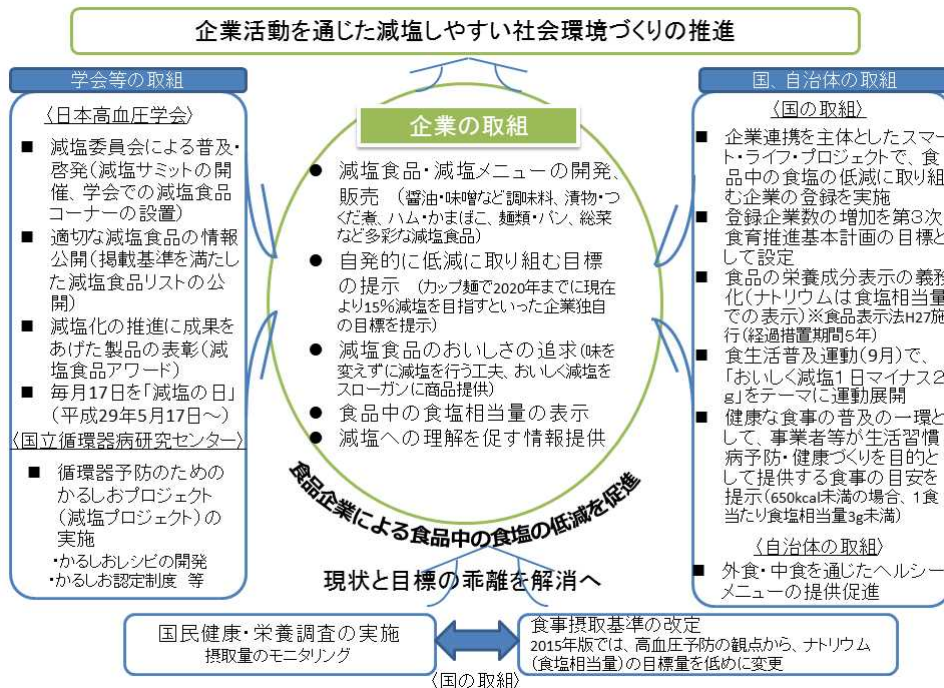 企業活動を通じた減塩しやすい社会環境づくりの推進
学会等の取組
〈日本高血圧学会〉
■ 減塩委員会による普及・
啓発(減塩サミットの開
催、学会での減塩食品
コーナーの設置)
■ 適切な減塩食品の情報
公開(掲載基準を満たし
た減塩食品リストの公
開)
■ 減塩化の推進に成果を
あげた製品の表彰(減
塩食品アワード)
■ 毎月17日を「減塩の日」
(平成29年5月17日~)
〈国立循環器病研究センター〉
■ 循環器予防のための
かるしおプロジェクト
(減塩プロジェクト)の
実施
・かるしおレシピの開発
・かるしお認定制度 等
企業の取組
● 減塩食品・減塩メニューの開発、
販売 (醤油・味噌など調味料、漬物・つ
くだ煮、ハム・かまぼこ、麺類・パン、総菜
など多彩な減塩食品)
● 自発的に低減に取り組む目標
の提示 (カップ麺で2020年までに現在
より15%減塩を目指すといった企業独自
の目標を提示)
● 減塩食品のおいしさの追求(味を
変えずに減塩を行う工夫、おいしく減塩を
スローガンに商品提供)
● 食品中の食塩相当量の表示
● 減塩への理解を促す情報提供
食品企業による食品中の食塩の低減を促進
国、自治体の取組
〈国の取組〉
■ 企業連携を主体としたスマー
ト・ライフ・プロジェクトで、食
品中の食塩の低減に取り組
む企業の登録を実施
■ 登録企業数の増加を第3次
食育推進基本計画の目標と
して設定
■ 食品の栄養成分表示の義務
化(ナトリウムは食塩相当量
での表示)※食品表示法H27施
行(経過措置期間5年)
■ 食生活普及運動(9月)で、
「おいしく減塩1日マイナス2
g」をテーマに運動展開
■ 健康な食事の普及の一環と
して、事業者等が生活習慣
病予防・健康づくりを目的と
して提供する食事の目安を
提示(650kcal未満の場合、1食
当たり食塩相当量3g未満)
〈自治体の取組〉
■ 外食・中食を通じたヘルシー
メニューの提供促進
現状と目標の乖離を解消へ
国民健康・栄養調査の実施
摂取量のモニタリング
食事摂取基準の改定
2015年版では、高血圧予防の観点から、ナトリウム
(食塩相当量)の目標量を低めに変更
〈国の取組〉